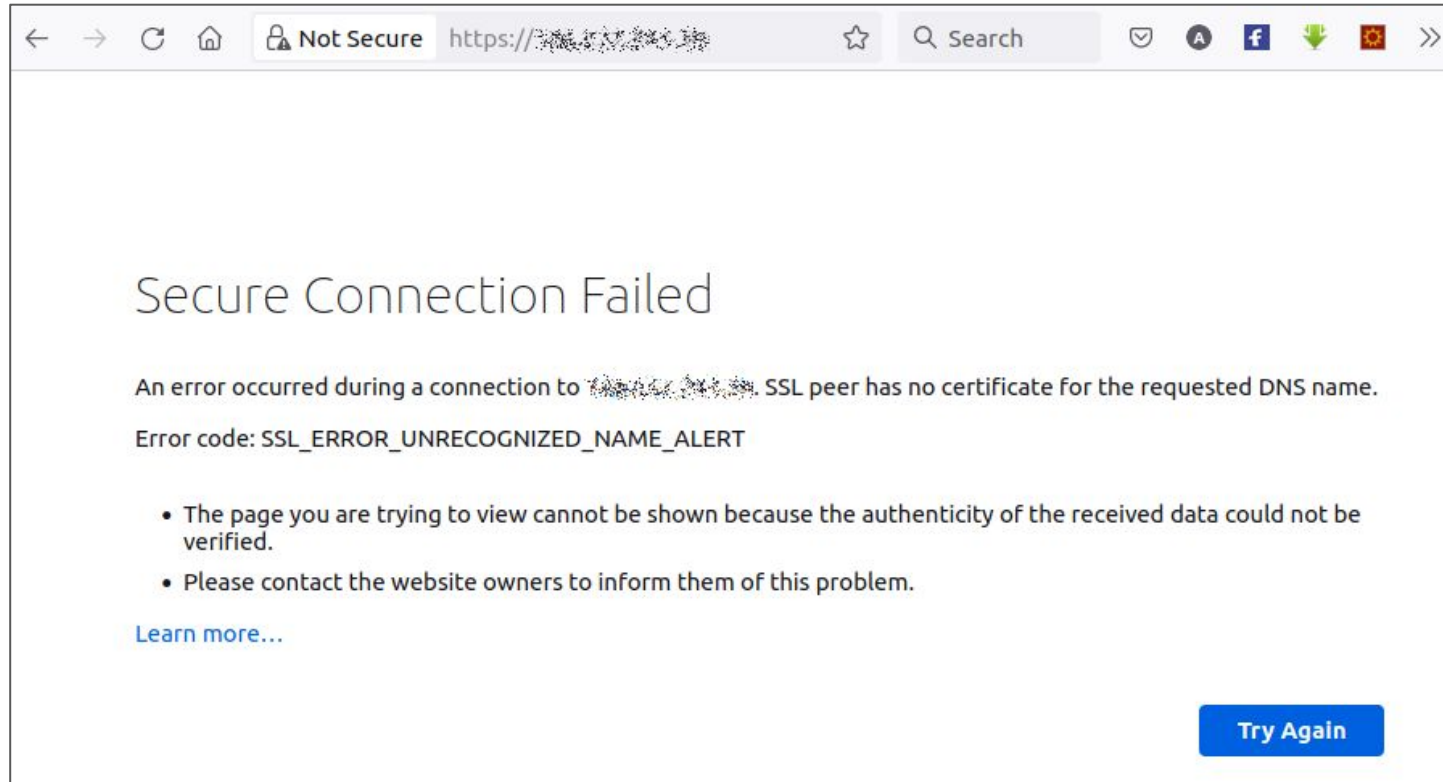 Not Secure https:// Search
Secure Connection Failed
An error occurred during a connection to . SSL peer has no certificate for the requested DNS name.
Error code: SSL_ERROR_UNRECOGNIZED_NAME_ALERT
• The page you are trying to view cannot be shown because the authenticity of the received data could not be
verified.
• Please contact the website owners to inform them of this problem.
Learn more…
Try Again